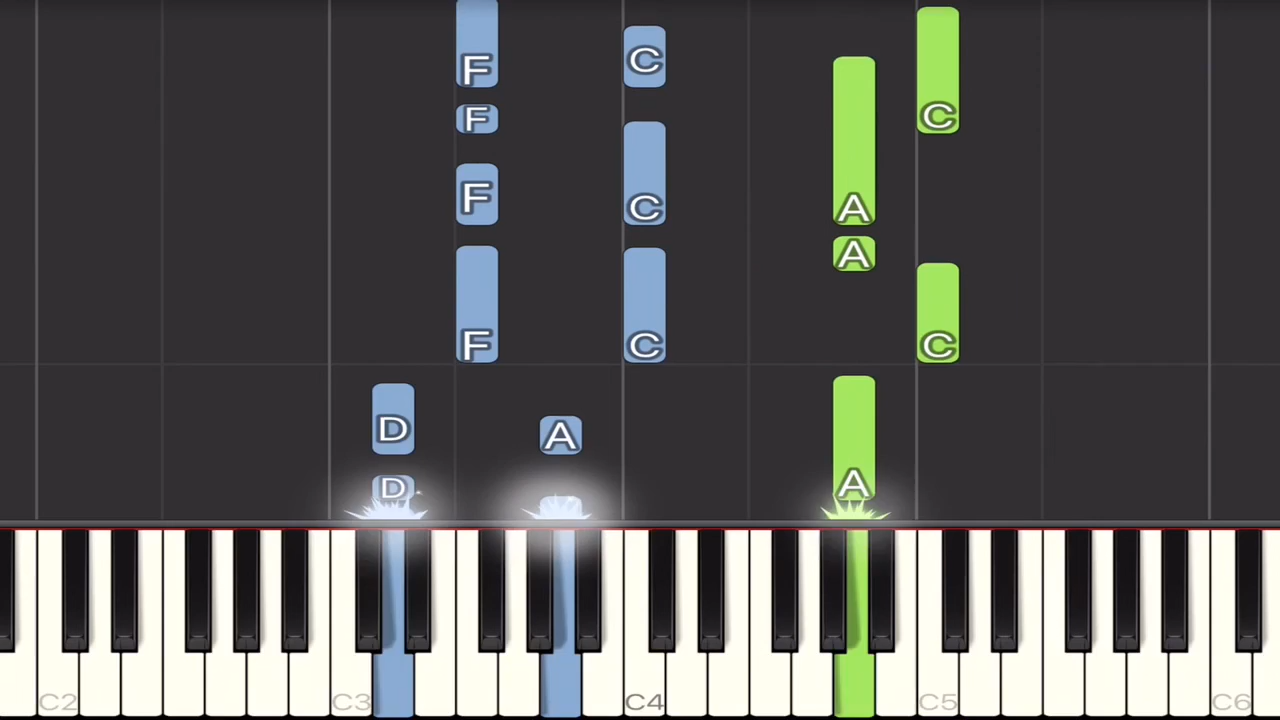 F C
F C C
F C A
A
F C C
D A
D A
C2 C3 C4 C5 C6